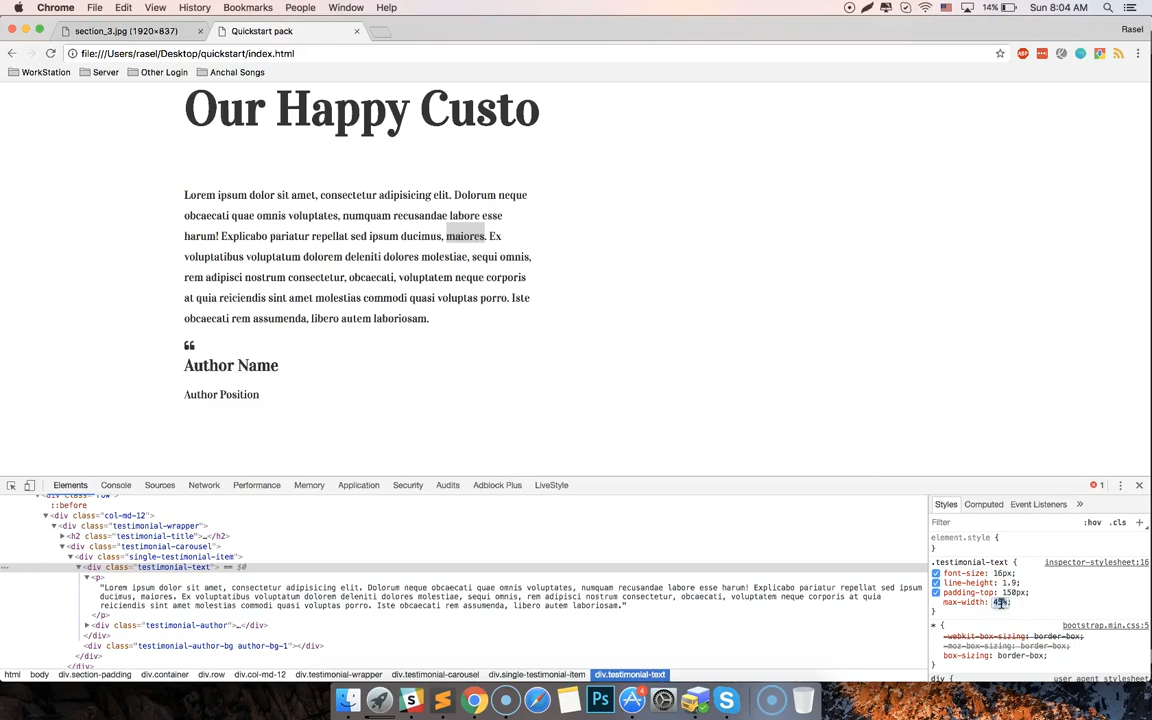 Chrome File Edit View History Bookmarks People Window Help 14% Sun 8:04 AM
section_3.jpg (1920×837) Quickstart pack Rasel
file:///Users/rasel/Desktop/quickstart/index.html
WorkStation Server Other Login Anchal Songs
Our Happy Custo
Lorem ipsum dolor sit amet, consectetur adipisicing elit. Dolorum neque
obcaecati quae omnis voluptates, numquam recusandae labore esse
harum! Explicabo pariatur repellat sed ipsum ducimus, maiores. Ex
voluptatibus voluptatum dolorem deleniti dolores molestiae, sequi omnis,
rem adipisci nostrum consectetur, obcaecati, voluptatem neque corporis
at quia reiciendis sint amet molestias commodi quasi voluptas porro. Iste
obcaecati rem assumenda, libero autem laboriosam.
Author Name
Author Position
Elements Console Sources Network Performance Memory Application Security Audits Adblock Plus LiveStyle 1
::before
<div class="col-md-12">
<div class="testimonial-wrapper">
<h2 class="testimonial-title">…</h2>
<div class="testimonial-carousel">
<div class="single-testimonial-item">
<div class="testimonial-text"> == $0
<p>
"Lorem ipsum dolor sit amet, consectetur adipisicing elit. Dolorum neque obcaecati quae omnis voluptates, numquam recusandae labore esse harum! Explicabo pariatur repellat sed ipsum
ducimus, maiores. Ex voluptatibus voluptatum dolorem deleniti dolores molestiae, sequi omnis, rem adipisci nostrum consectetur, obcaecati, voluptatem neque corporis at quia
reiciendis sint amet molestias commodi quasi voluptas porro. Iste obcaecati rem assumenda, libero autem laboriosam."
</p>
<div class="testimonial-author">…</div>
</div>
<div class="testimonial-author-bg author-bg-1"></div>
</div>
html body div.section-padding div.container div.row div.col-md-12 div.testimonial-wrapper div.testimonial-carousel div.single-testimonial-item div.testimonial-text
Styles Computed Event Listeners »
Filter :hov .cls +
element.style {
}
.testimonial-text { inspector-stylesheet:16
font-size: 16px;
line-height: 1.9;
padding-top: 150px;
max-width:
}
* { bootstrap.min.css:5
-webkit-box-sizing: border-box;
-moz-box-sizing: border-box;
box-sizing: border-box;
}
div { user agent stylesheet